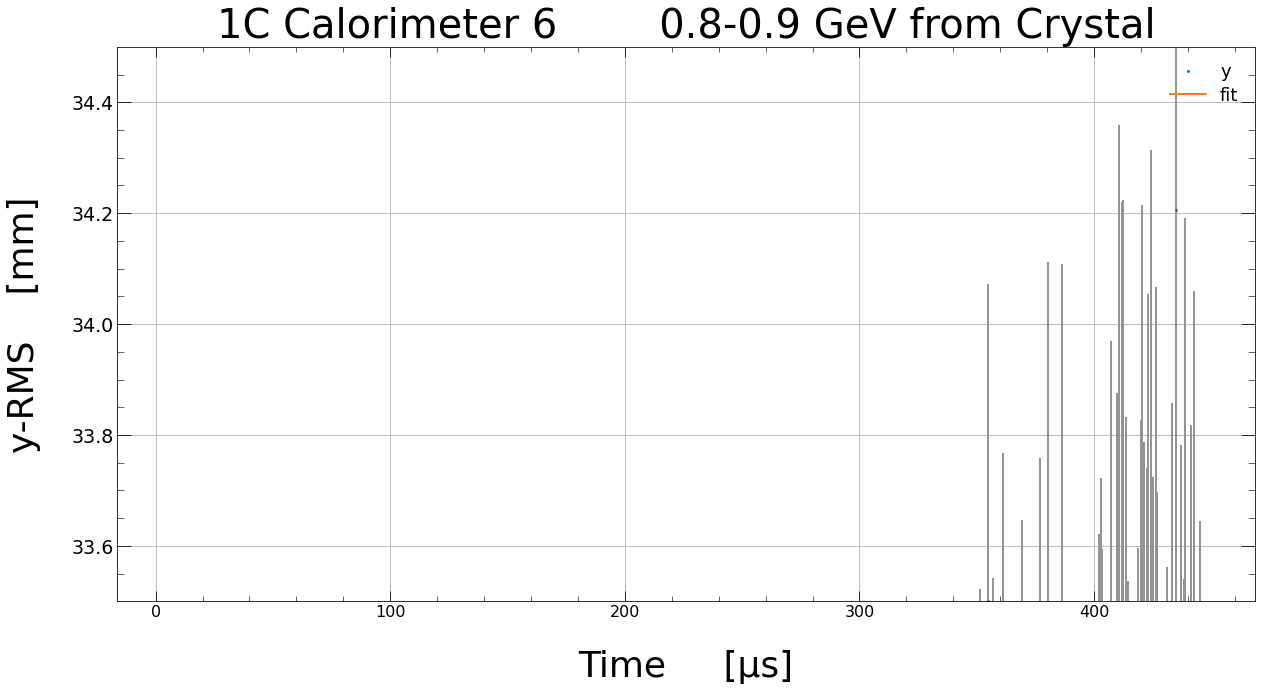 1C Calorimeter 6 0.8-0.9 GeV from Crystal
y
fit
34.4
34.2
34.0
33.8
33.6
y-RMS [mm]
0 100 200 300 400
Time [µs]